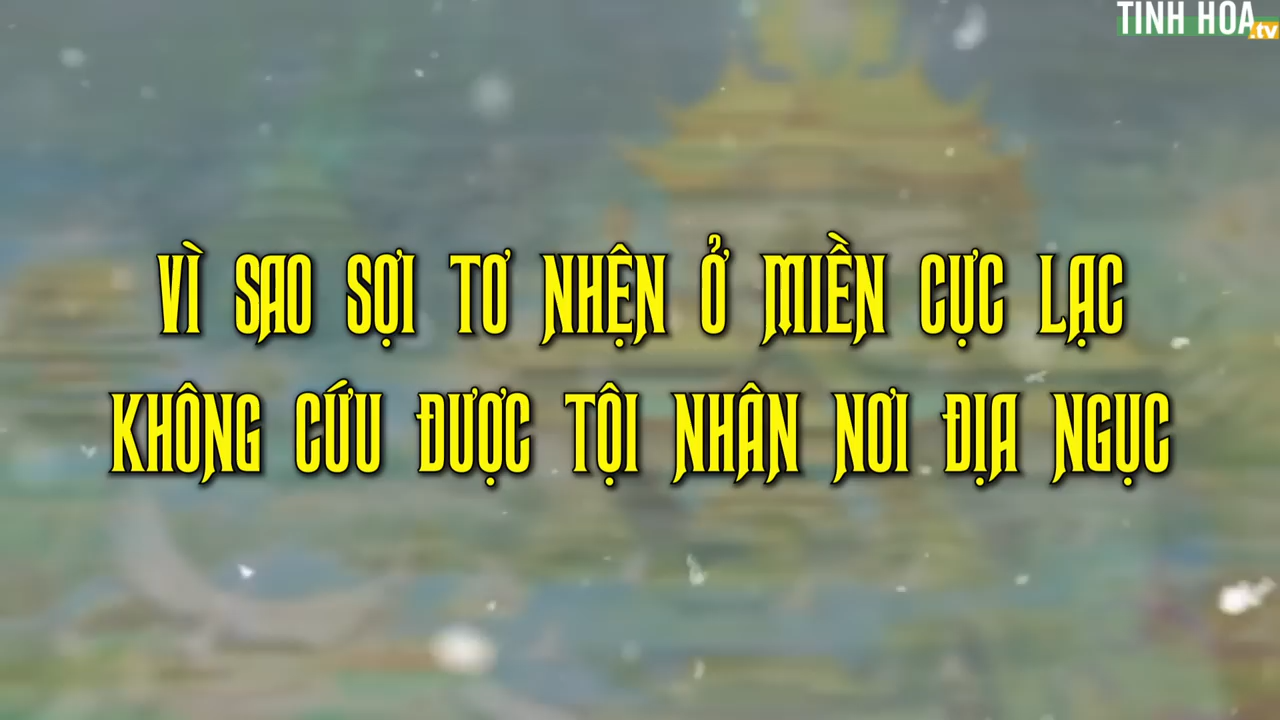 TINH HOA.tv
VÌ SAO SỢI TƠ NHỆN Ở MIỀN CỰC LẠC
KHÔNG CỨU ĐƯỢC TỘI NHÂN NƠI ĐỊA NGỤC